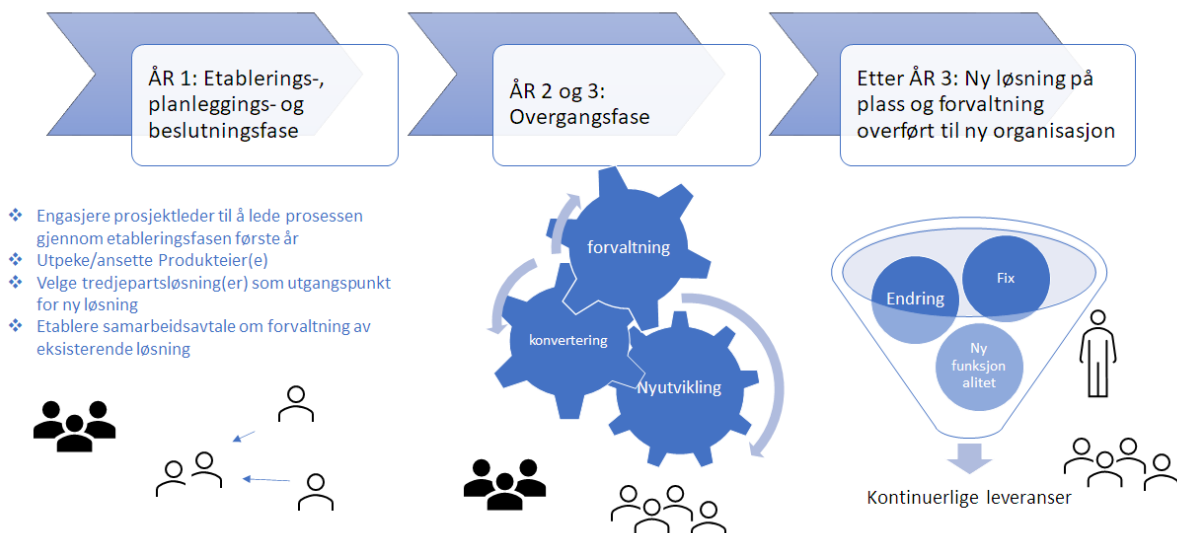 ÅR 1: Etablerings-,
planleggings- og
beslutningsfase
ÅR 2 og 3:
Overgangsfase
Etter ÅR 3: Ny løsning på
plass og forvaltning
overført til ny organisasjon
Engasjere prosjektleder til å lede prosessen
gjennom etableringsfasen første år
Utpeke/ansette Produkteier(e)
Velge tredjepartsløsning(er) som utgangspunkt
for ny løsning
Etablere samarbeidsavtale om forvaltning av
eksisterende løsning
forvaltning
konvertering
Nyutvikling
Endring
Fix
Ny
funksjon
alitet
Kontinuerlige leveranser